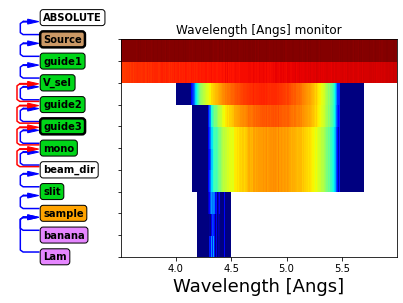 Wavelength [Angs] monitor
ABSOLUTE
Source
guide1
V_sel
guide2
guide3
mono
beam_dir
slit
sample
banana
Lam
4.0 4.5 5.0 5.5
Wavelength [Angs]